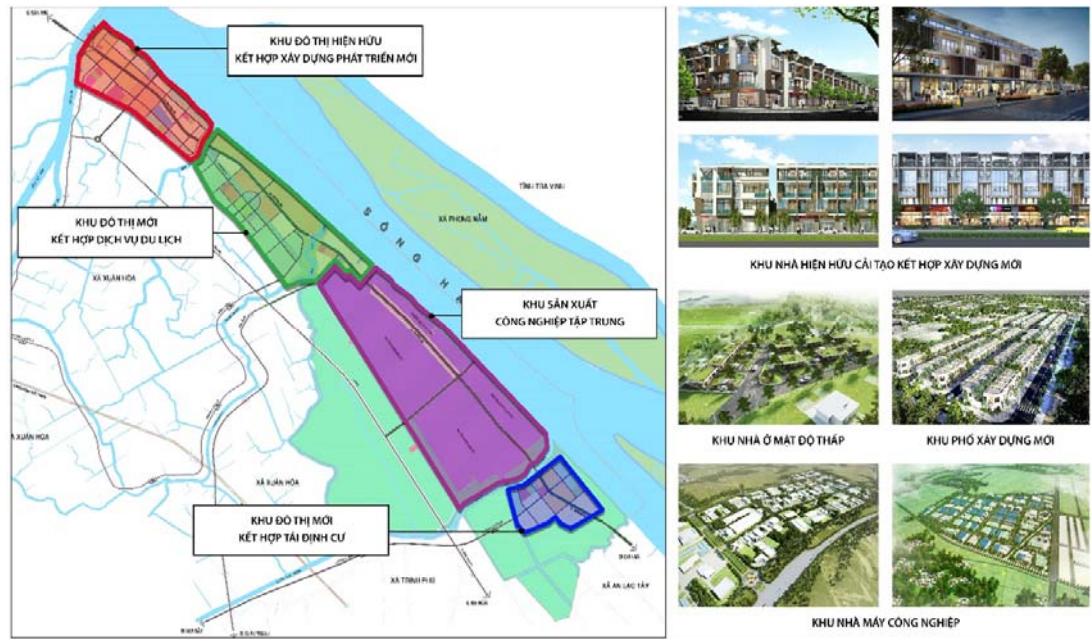 KHU ĐÔ THỊ HIỆN HỮU
KẾT HỢP XÂY DỰNG PHÁT TRIỂN MỚI
TỈNH TRÀ VINH
XÃ PHONG NẪM
KHU ĐÔ THỊ MỚI
KẾT HỢP DỊCH VỤ DU LỊCH
SÔNG
XÃ XUÂN HÒA
KHU SẢN XUẤT
CÔNG NGHIỆP TẬP TRUNG
XUÂN HÒA
XÃ XUÂN HÒA
KHU ĐÔ THỊ MỚI
KẾT HỢP TÁI ĐỊNH CƯ
XÃ TRINH PHÚ
XÃ AN LẠC TÂY
KHU NHÀ HIỆN HỮU CẢI TẠO KẾT HỢP XÂY DỰNG MỚI
KHU NHÀ Ở MẬT ĐỘ THẤP
KHU PHỐ XÂY DỰNG MỚI
KHU NHÀ MÁY CÔNG NGHIỆP